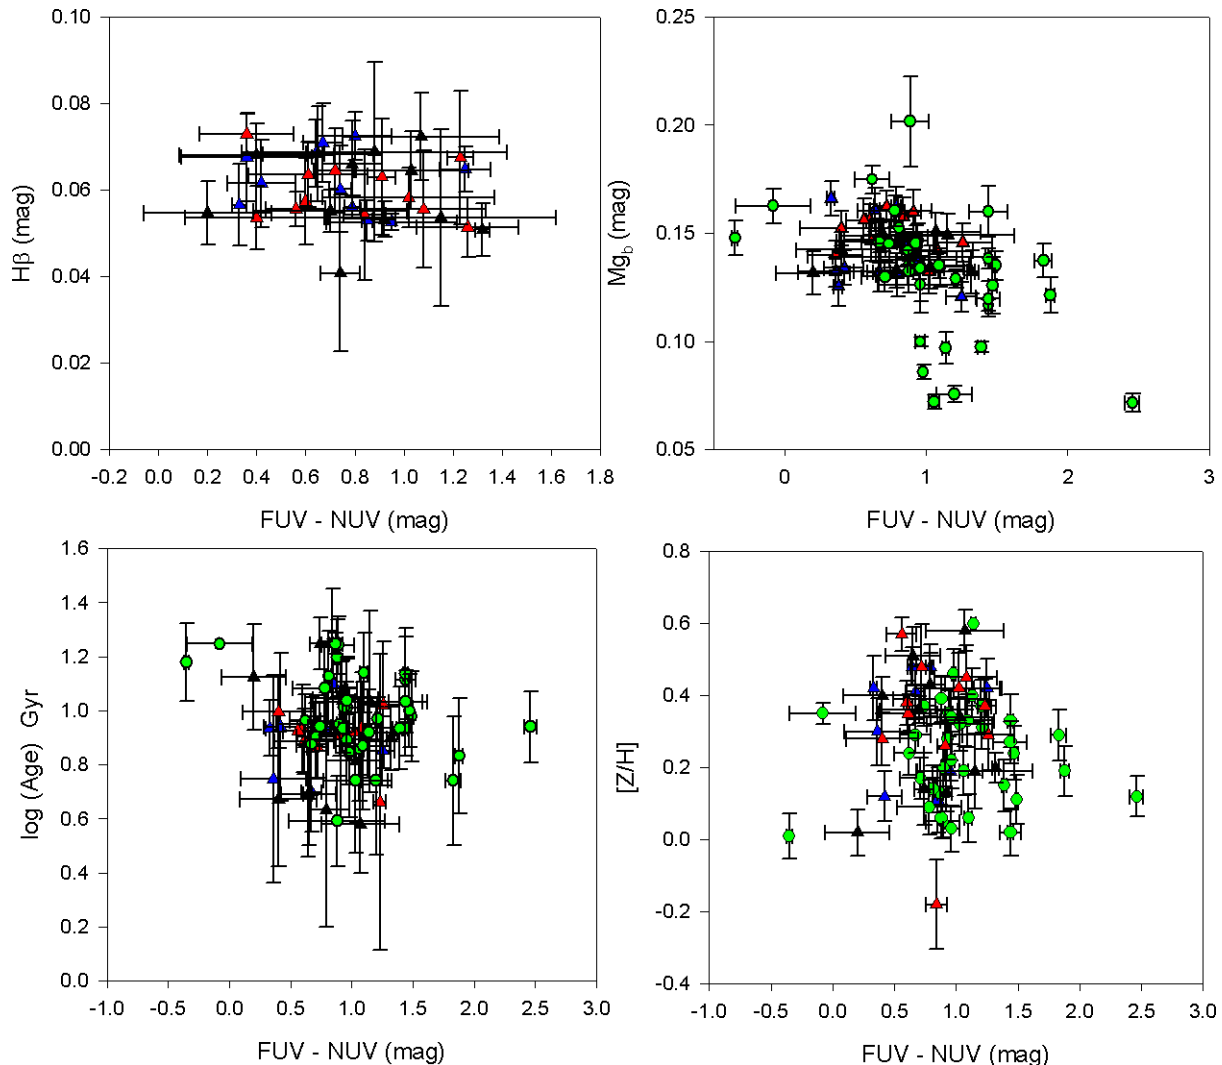 0.10
0.08
0.06
0.04
0.02
0.00
Hβ (mag)
-0.2 0.0 0.2 0.4 0.6 0.8 1.0 1.2 1.4 1.6 1.8
FUV - NUV (mag)
0.25
0.20
0.15
0.10
0.05
Mgb (mag)
0 1 2 3
FUV - NUV (mag)
1.6
1.4
1.2
1.0
0.8
0.6
0.4
0.2
0.0
log (Age) Gyr
-1.0 -0.5 0.0 0.5 1.0 1.5 2.0 2.5 3.0
FUV - NUV (mag)
0.8
0.6
0.4
0.2
0.0
-0.2
-0.4
[Z/H]
-1.0 -0.5 0.0 0.5 1.0 1.5 2.0 2.5 3.0
FUV - NUV (mag)